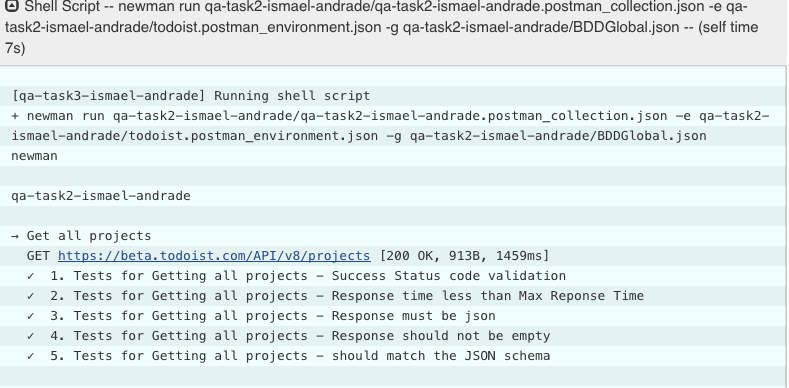 Shell Script -- newman run qa-task2-ismael-andrade/qa-task2-ismael-andrade.postman_collection.json -e qa-
task2-ismael-andrade/todoist.postman_environment.json -g qa-task2-ismael-andrade/BDDGlobal.json -- (self time
7s)
[qa-task3-ismael-andrade] Running shell script
+ newman run qa-task2-ismael-andrade/qa-task2-ismael-andrade.postman_collection.json -e qa-task2-
ismael-andrade/todoist.postman_environment.json -g qa-task2-ismael-andrade/BDDGlobal.json
newman
qa-task2-ismael-andrade
→ Get all projects
GET https://beta.todoist.com/API/v8/projects [200 OK, 913B, 1459ms]
✓ 1. Tests for Getting all projects – Success Status code validation
✓ 2. Tests for Getting all projects – Response time less than Max Reponse Time
✓ 3. Tests for Getting all projects – Response must be json
✓ 4. Tests for Getting all projects – Response should not be empty
✓ 5. Tests for Getting all projects – should match the JSON schema